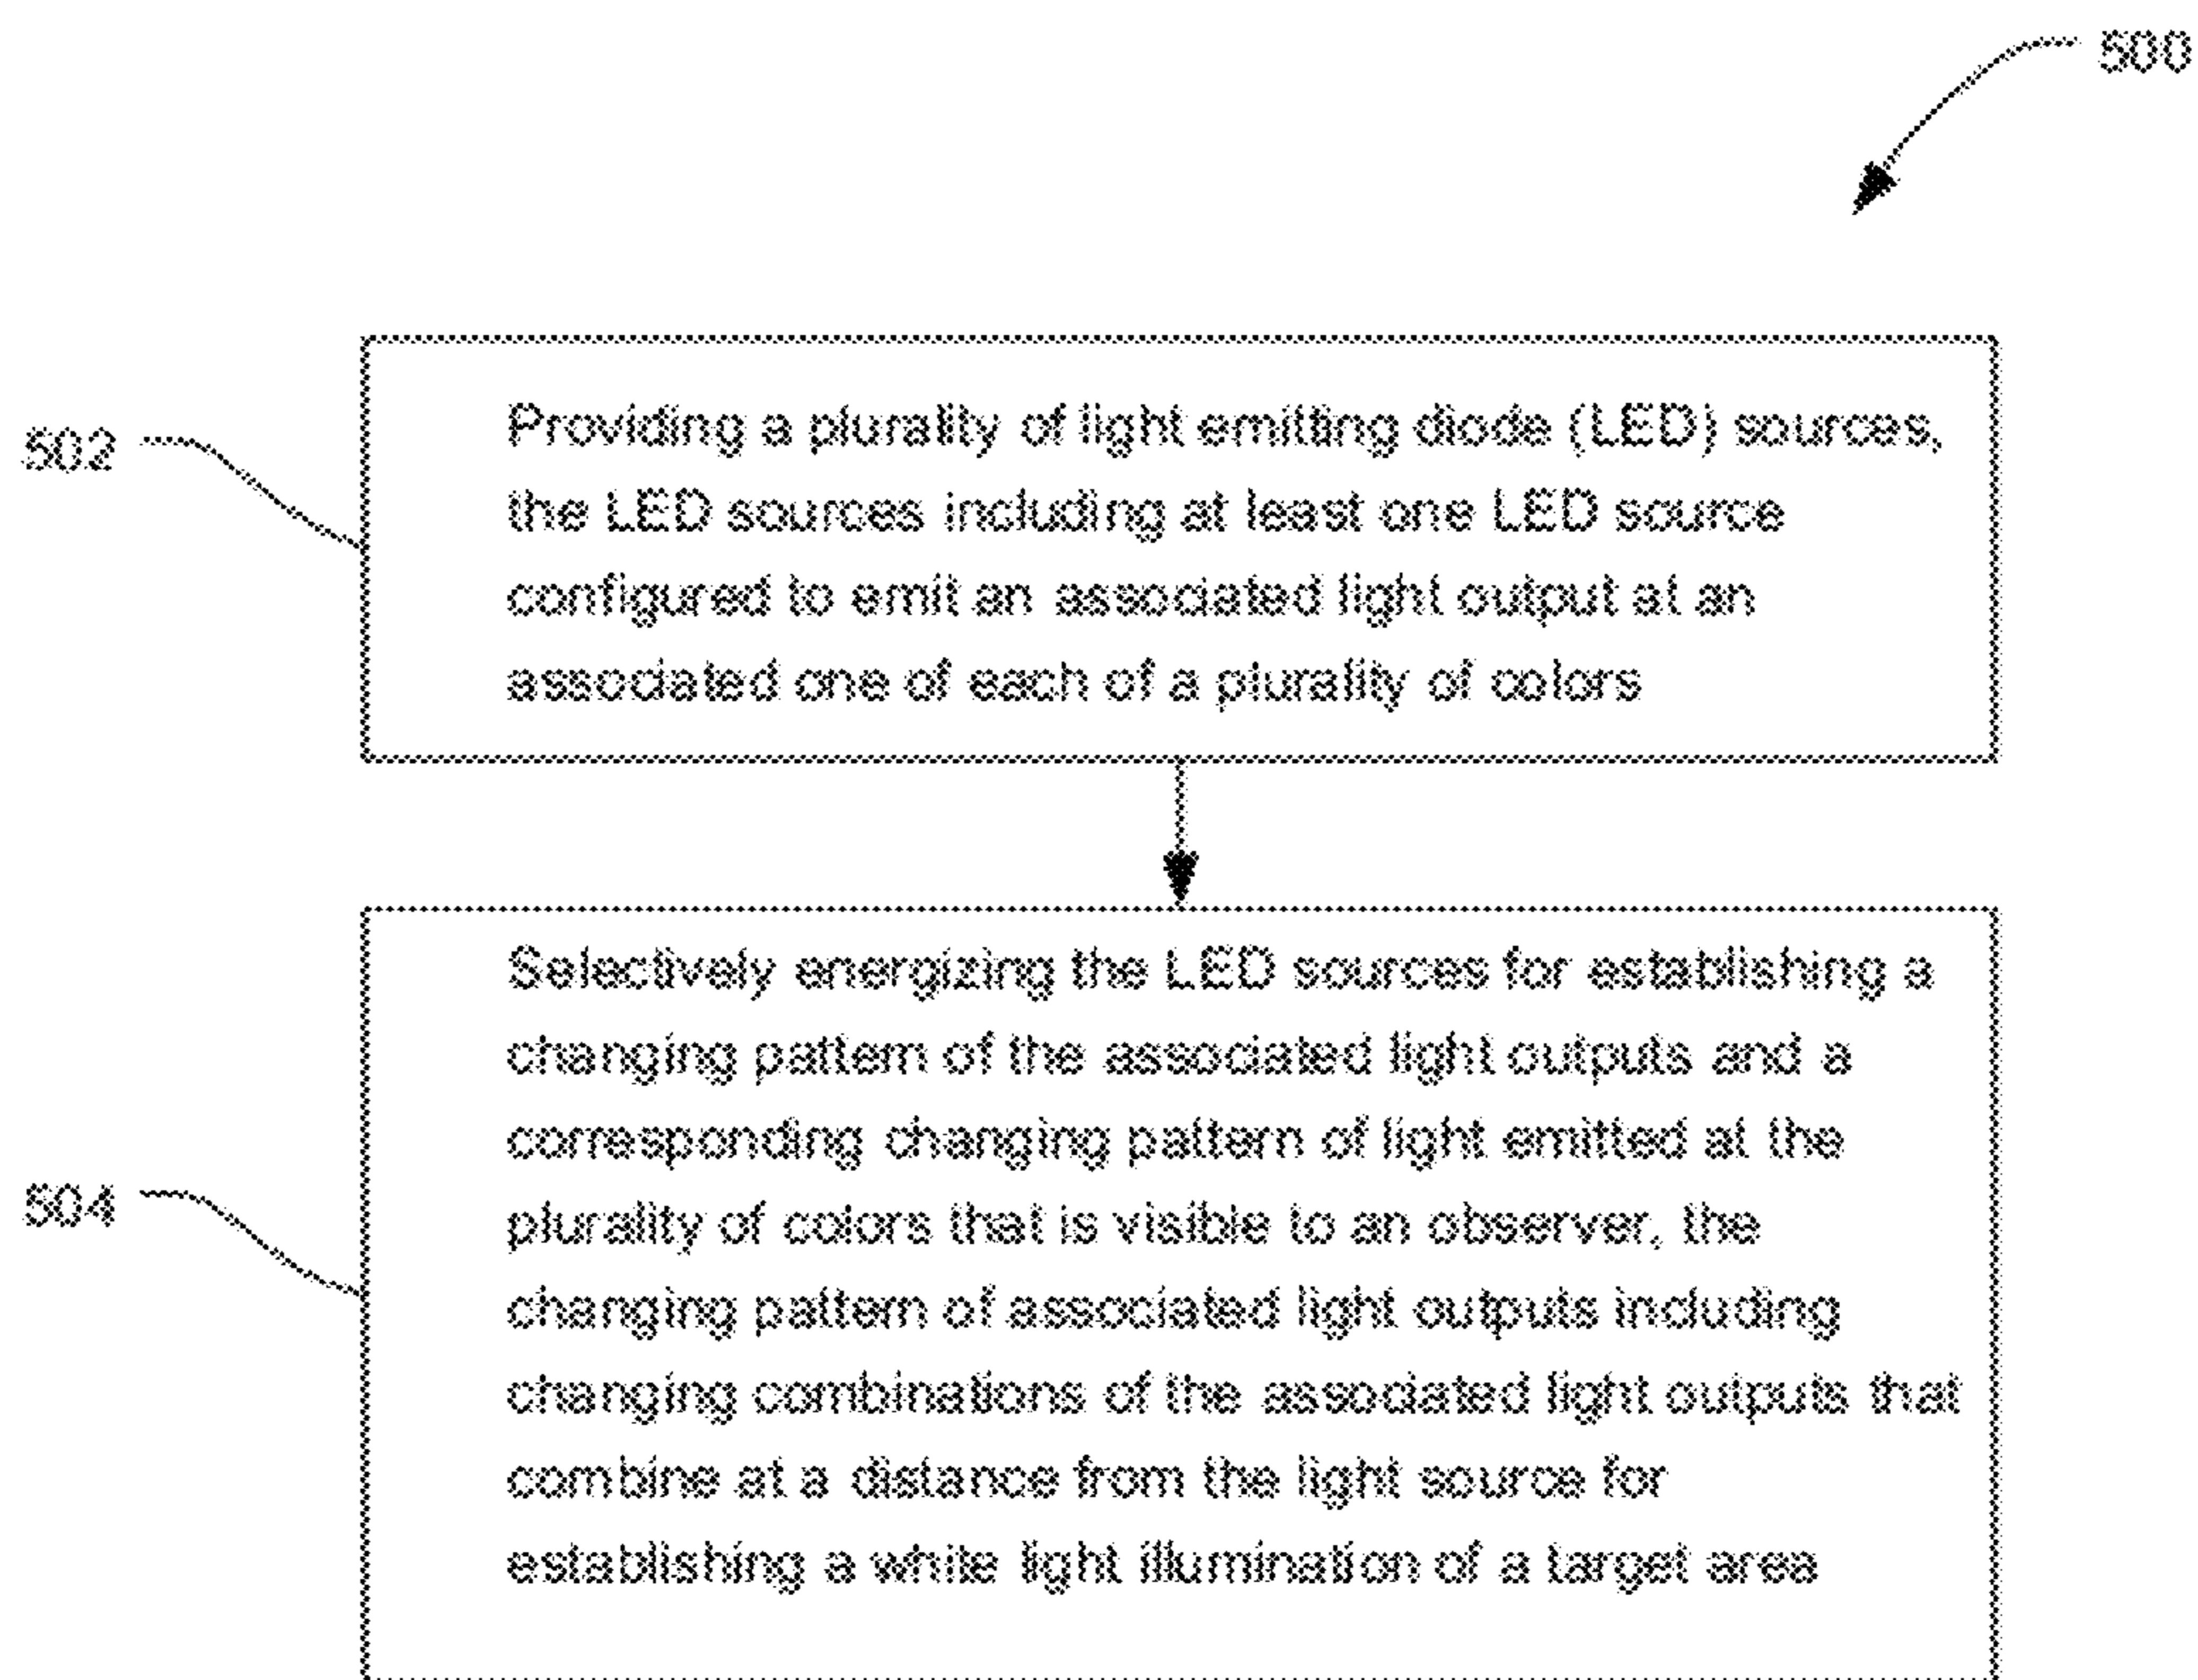 500
502
Providing a plurality of light emitting diode (LED) sources,
the LED sources including at least one LED source
configured to emit an associated light output at an
associated one of each of a plurality of colors
504
Selectively energizing the LED sources for establishing a
changing pattern of the associated light outputs and a
corresponding changing pattern of light emitted at the
plurality of colors that is visible to an observer, the
changing pattern of associated light outputs including
changing combinations of the associated light outputs that
combine at a distance from the light source for
establishing a white light illumination of a target area